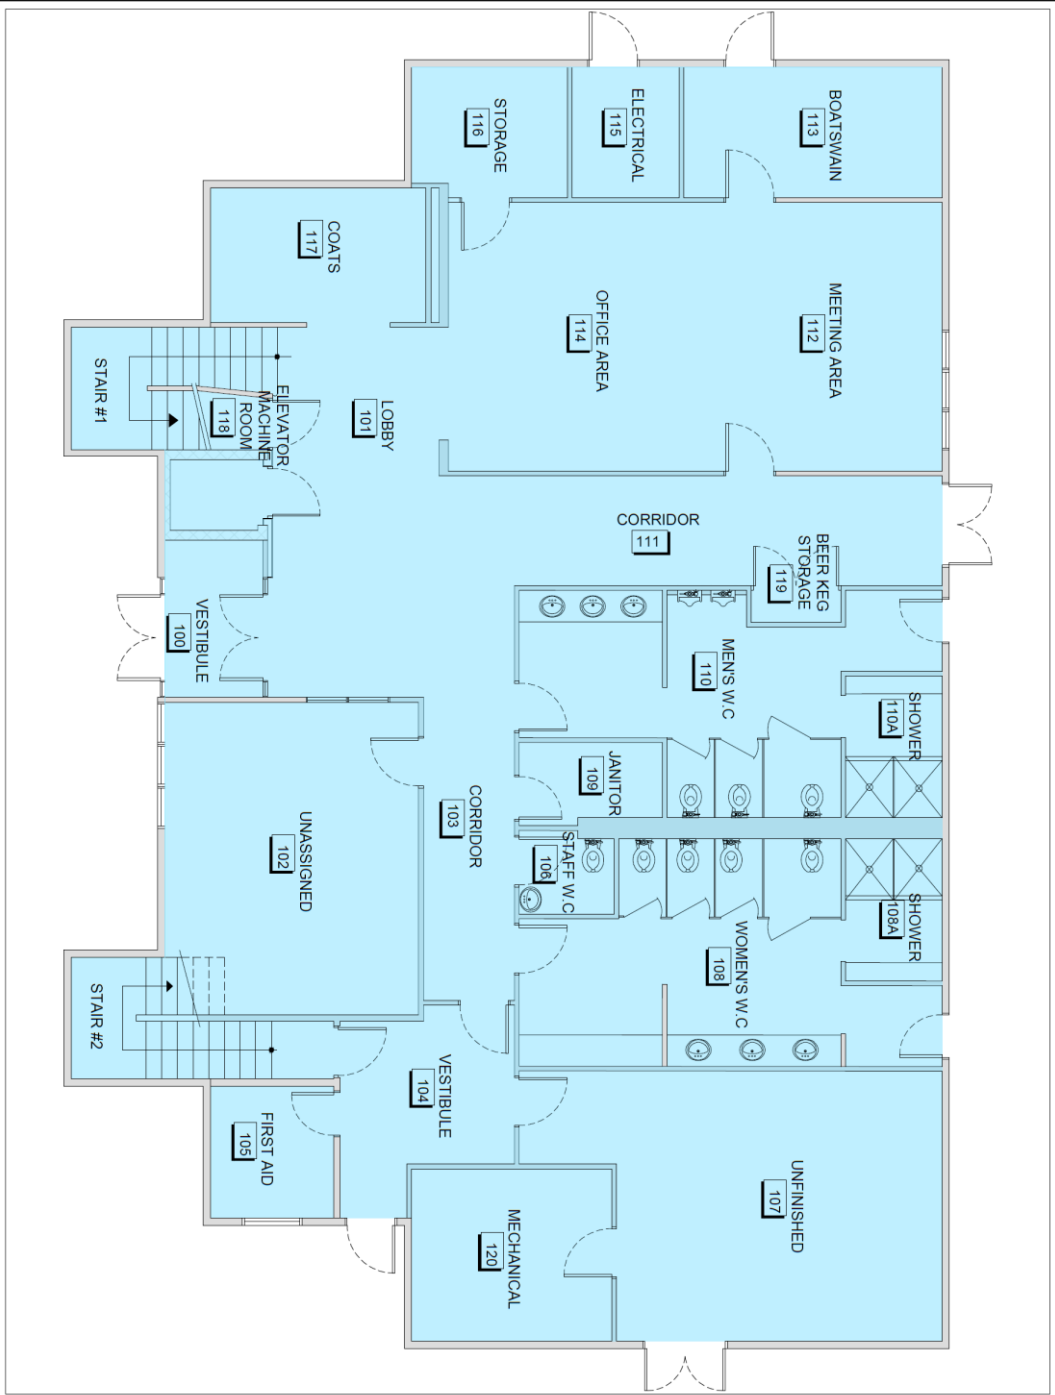 STORAGE
116
ELECTRICAL
115
BOATSWAIN
113
COATS
117
OFFICE AREA
114
MEETING AREA
112
STAIR #1
ELEVATOR
MACHINE
ROOM
118
LOBBY
101
CORRIDOR
111
BEER KEG
STORAGE
119
VESTIBULE
100
MEN'S W.C
110
SHOWER
110A
JANITOR
109
CORRIDOR
103
UNASSIGNED
102
STAFF W.C
106
SHOWER
108A
WOMEN'S W.C
108
STAIR #2
VESTIBULE
104
FIRST AID
105
UNFINISHED
107
MECHANICAL
120